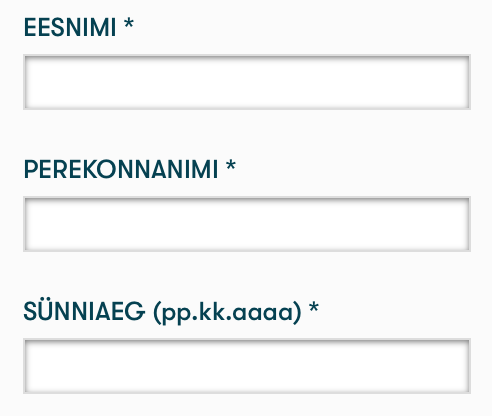 EESNIMI *
PEREKONNANIMI *
SÜNNIAEG (pp.kk.aaaa) *